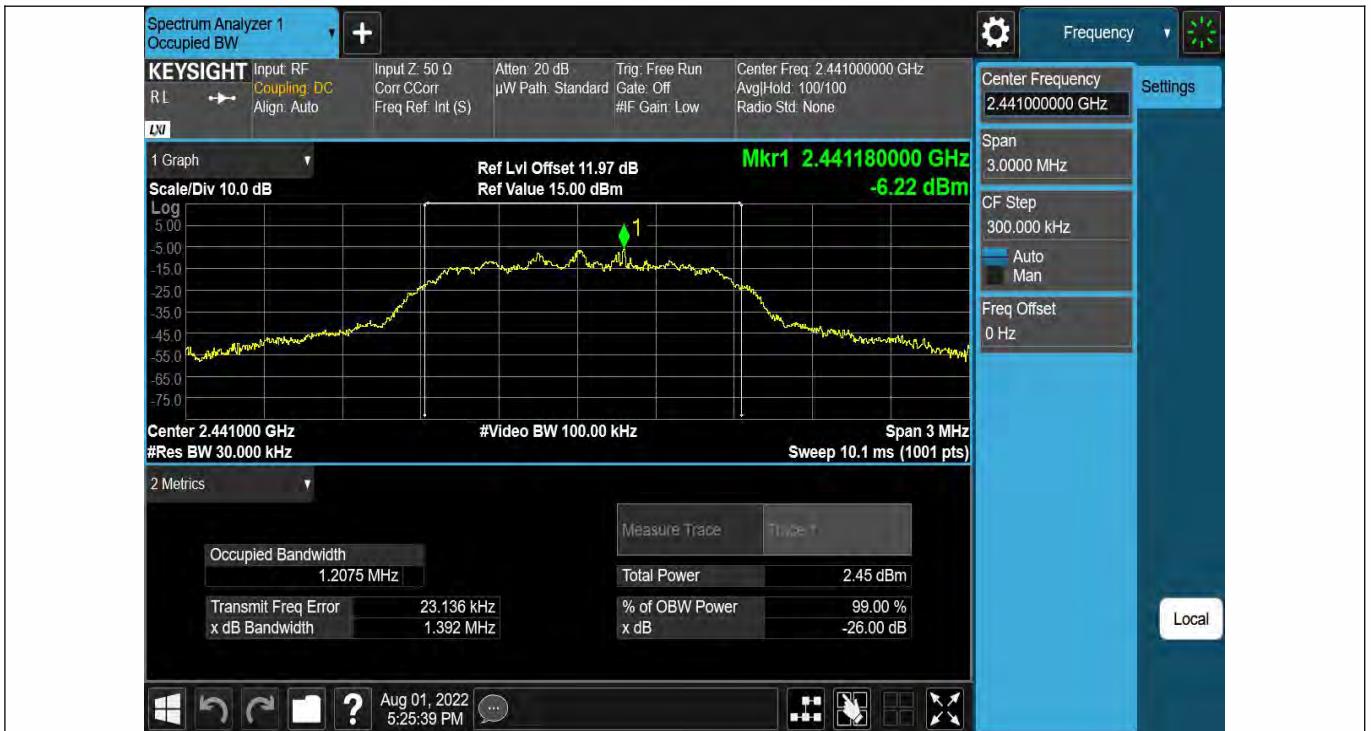 Spectrum Analyzer 1
Occupied BW
Frequency
KEYSIGHT
R L
LXI
Input: RF
Coupling: DC
Align: Auto
Input Z: 50 Ω
Corr CCorr
Freq Ref: Int (S)
Atten: 20 dB
µW Path: Standard
Trig: Free Run
Gate: Off
#IF Gain: Low
Center Freq: 2.441000000 GHz
Avg|Hold: 100/100
Radio Std: None
Center Frequency
2.441000000 GHz
Settings
Span
3.0000 MHz
CF Step
300.000 kHz
Auto
Man
Freq Offset
0 Hz
Local
1 Graph
Scale/Div 10.0 dB
Ref Lvl Offset 11.97 dB
Ref Value 15.00 dBm
Mkr1 2.441180000 GHz
-6.22 dBm
Log
5.00
-5.00
-15.0
-25.0
-35.0
-45.0
-55.0
-65.0
-75.0
1
Center 2.441000 GHz
#Res BW 30.000 kHz
#Video BW 100.00 kHz
Span 3 MHz
Sweep 10.1 ms (1001 pts)
2 Metrics
Measure Trace
Trace 1
Occupied Bandwidth
1.2075 MHz
Total Power 2.45 dBm
Transmit Freq Error 23.136 kHz
% of OBW Power 99.00 %
x dB Bandwidth 1.392 MHz
x dB -26.00 dB
?
Aug 01, 2022
5:25:39 PM